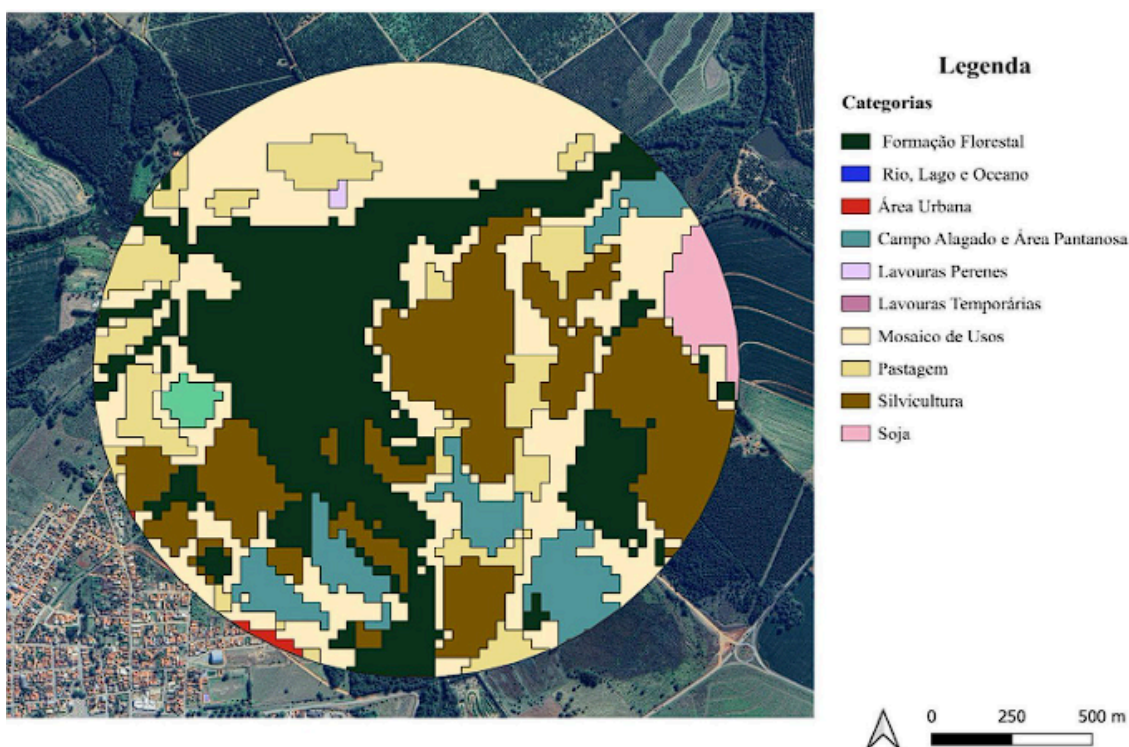 Legenda
Categorias
Formação Florestal
Rio, Lago e Oceano
Área Urbana
Campo Alagado e Área Pantanosa
Lavouras Perenes
Lavouras Temporárias
Mosaico de Usos
Pastagem
Silvicultura
Soja
0 250 500 m